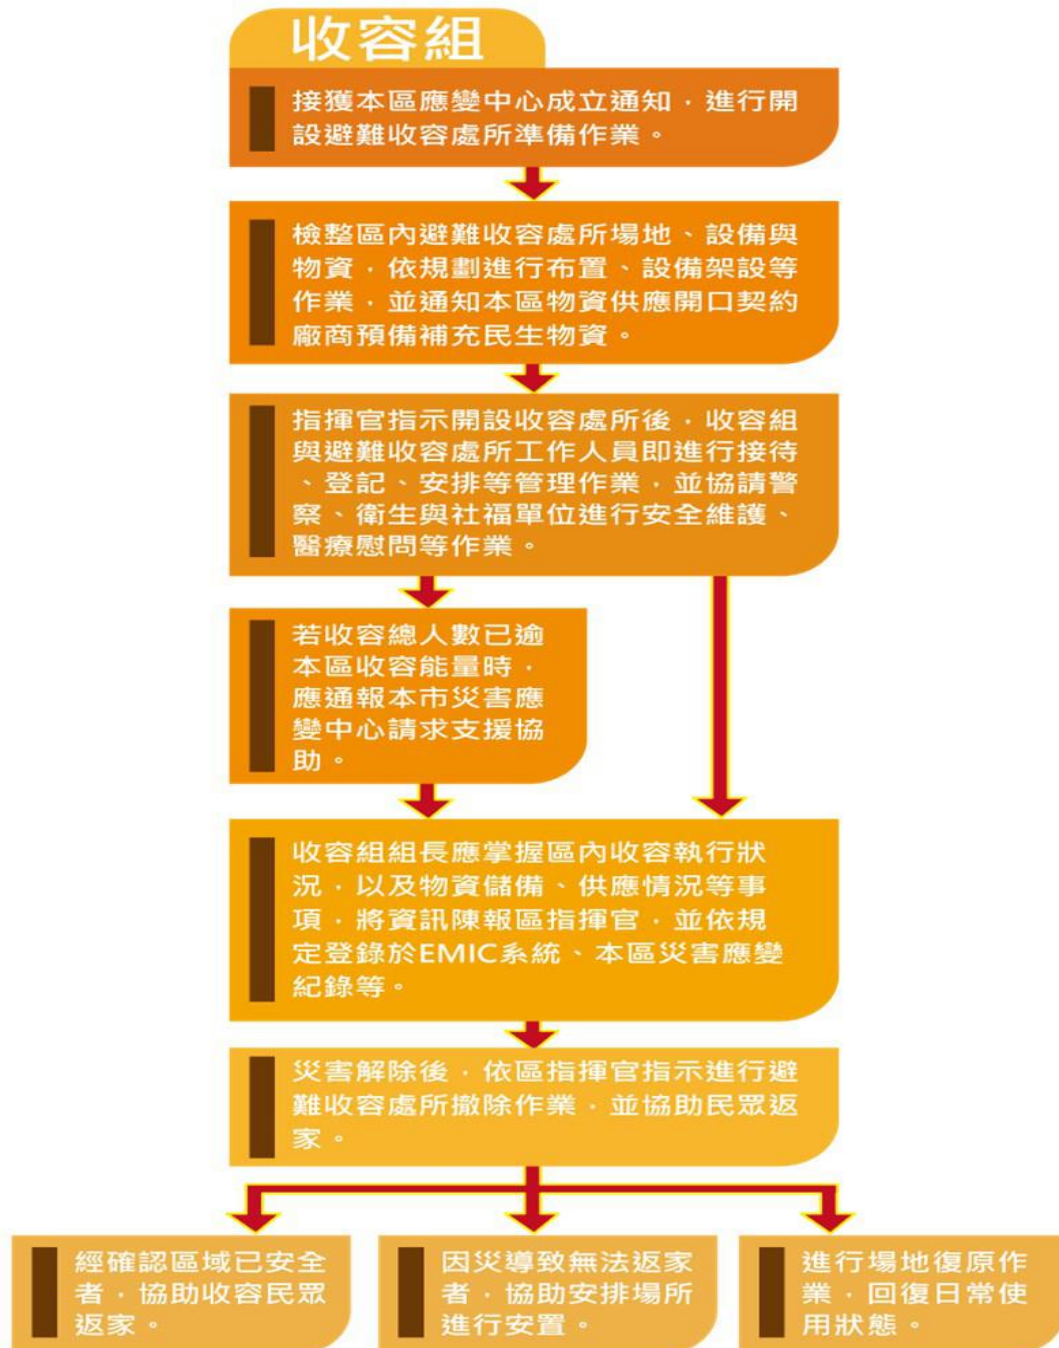 收容組
接獲本區應變中心成立通知，進行開
設避難收容處所準備作業。
檢整區內避難收容處所場地、設備與
物資，依規劃進行布置、設備架設等
作業，並通知本區物資供應開口契約
廠商預備補充民生物資。
指揮官指示開設收容處所後，收容組
與避難收容處所工作人員即進行接待
、登記、安排等管理作業，並協請警
察、衛生與社福單位進行安全維護、
醫療慰問等作業。
若收容總人數已逾
本區收容能量時，
應通報本市災害應
變中心請求支援協
助。
收容組組長應掌握區內收容執行狀
況，以及物資儲備、供應情況等事
項，將資訊陳報區指揮官，並依規
定登錄於EMIC系統、本區災害應變
紀錄等。
災害解除後，依區指揮官指示進行避
難收容處所撤除作業，並協助民眾返
家。
經確認區域已安全
者，協助收容民眾
返家。
因災導致無法返家
者，協助安排場所
進行安置。
進行場地復原作
業，回復日常使
用狀態。